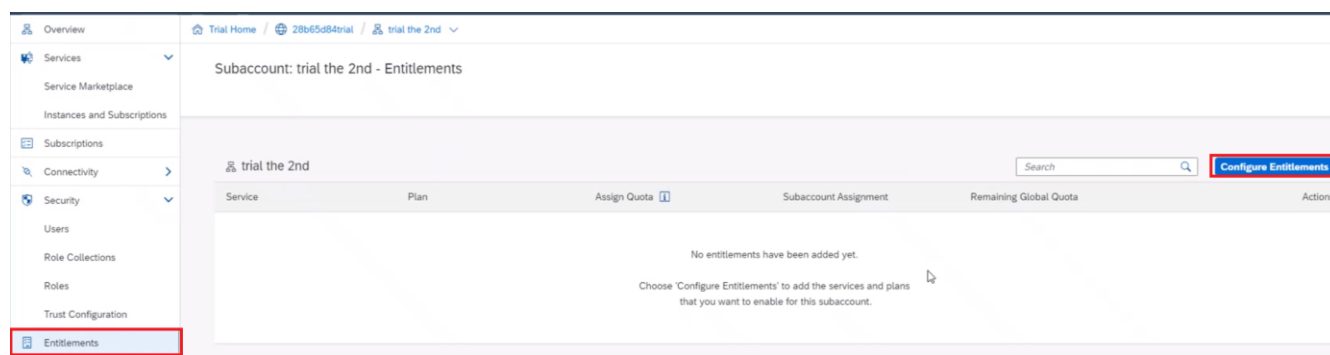 Overview
Trial Home / 28b65d84trial / trial the 2nd
Services
Subaccount: trial the 2nd - Entitlements
Service Marketplace
Instances and Subscriptions
Subscriptions
trial the 2nd
Search
Configure Entitlements
Connectivity
Security
Service Plan Assign Quota Subaccount Assignment Remaining Global Quota Action
Users
Role Collections
Roles
Trust Configuration
Entitlements
No entitlements have been added yet.
Choose 'Configure Entitlements' to add the services and plans
that you want to enable for this subaccount.